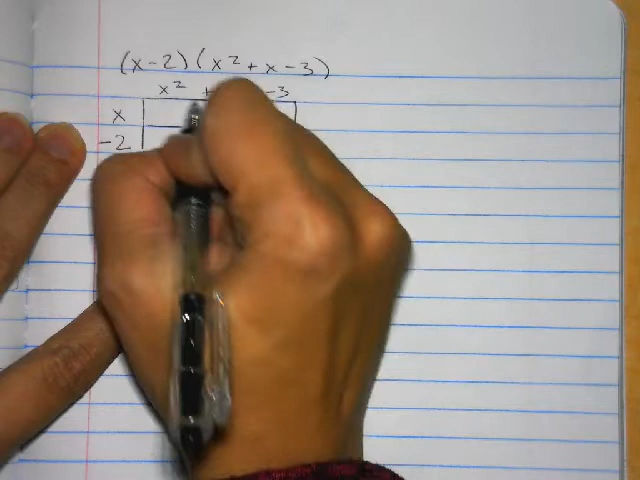 (x-2)(x²+x-3)
x² + -3
x
-2